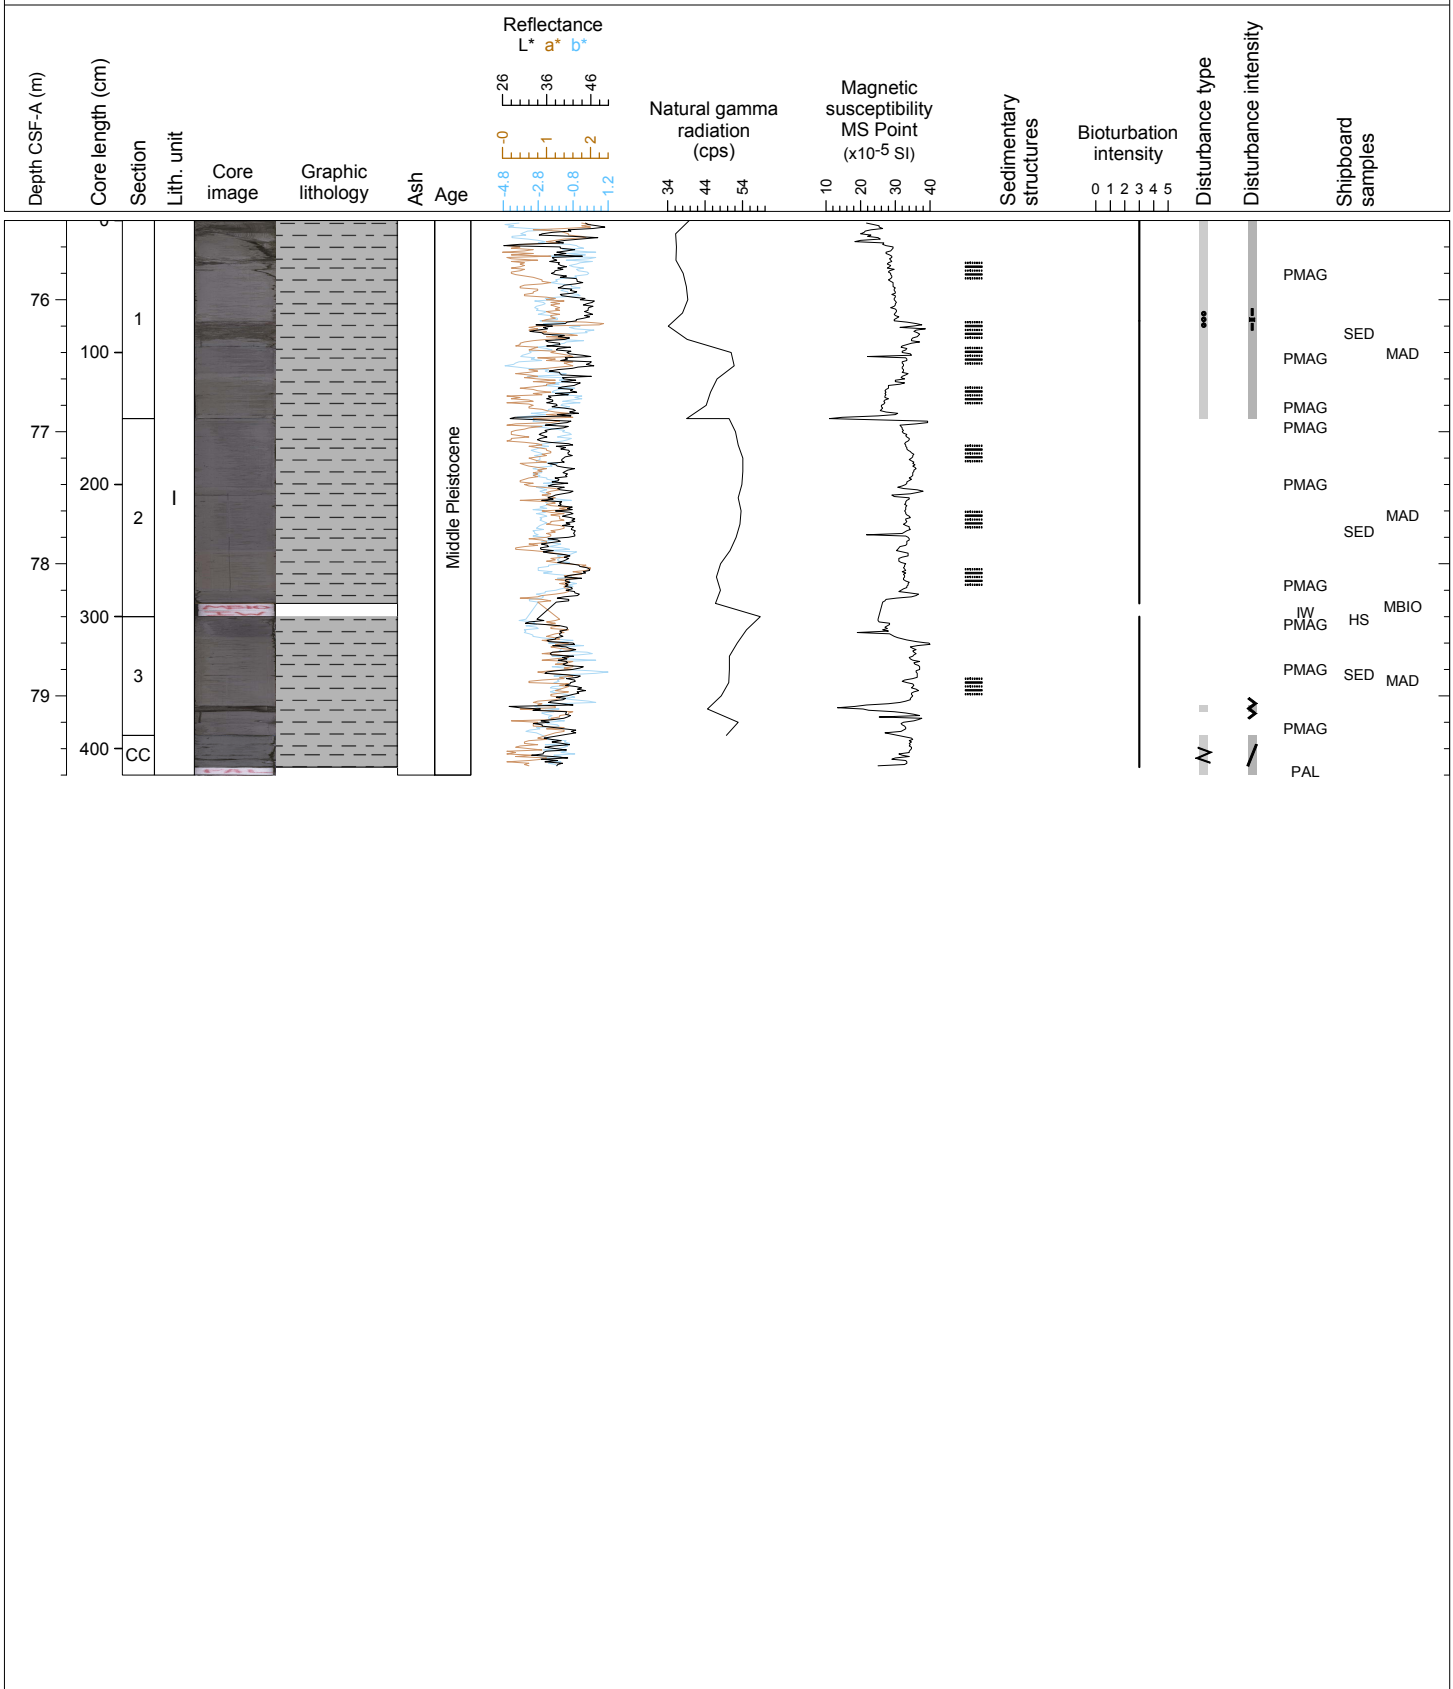 Depth CSF-A (m)
Core length (cm)
Section
Lith. unit
Core
image
Graphic
lithology
Ash
Age
Reflectance
L* a* b*
26 36 46
-0 1 2
-4.8 -2.8 -0.8 1.2
Natural gamma
radiation
(cps)
34 44 54
Magnetic
susceptibility
MS Point
(x10-5 SI)
10 20 30 40
Sedimentary
structures
Bioturbation
intensity
0 1 2 3 4 5
Disturbance type
Disturbance intensity
Shipboard
samples
0
PMAG
76
1
SED
100
PMAG
MAD
PMAG
77
PMAG
Middle Pleistocene
200
I
PMAG
2
MAD
SED
78
PMAG
MBIO
IW
300
HS
PMAG
PMAG
3
SED
MAD
79
PMAG
400
CC
PAL